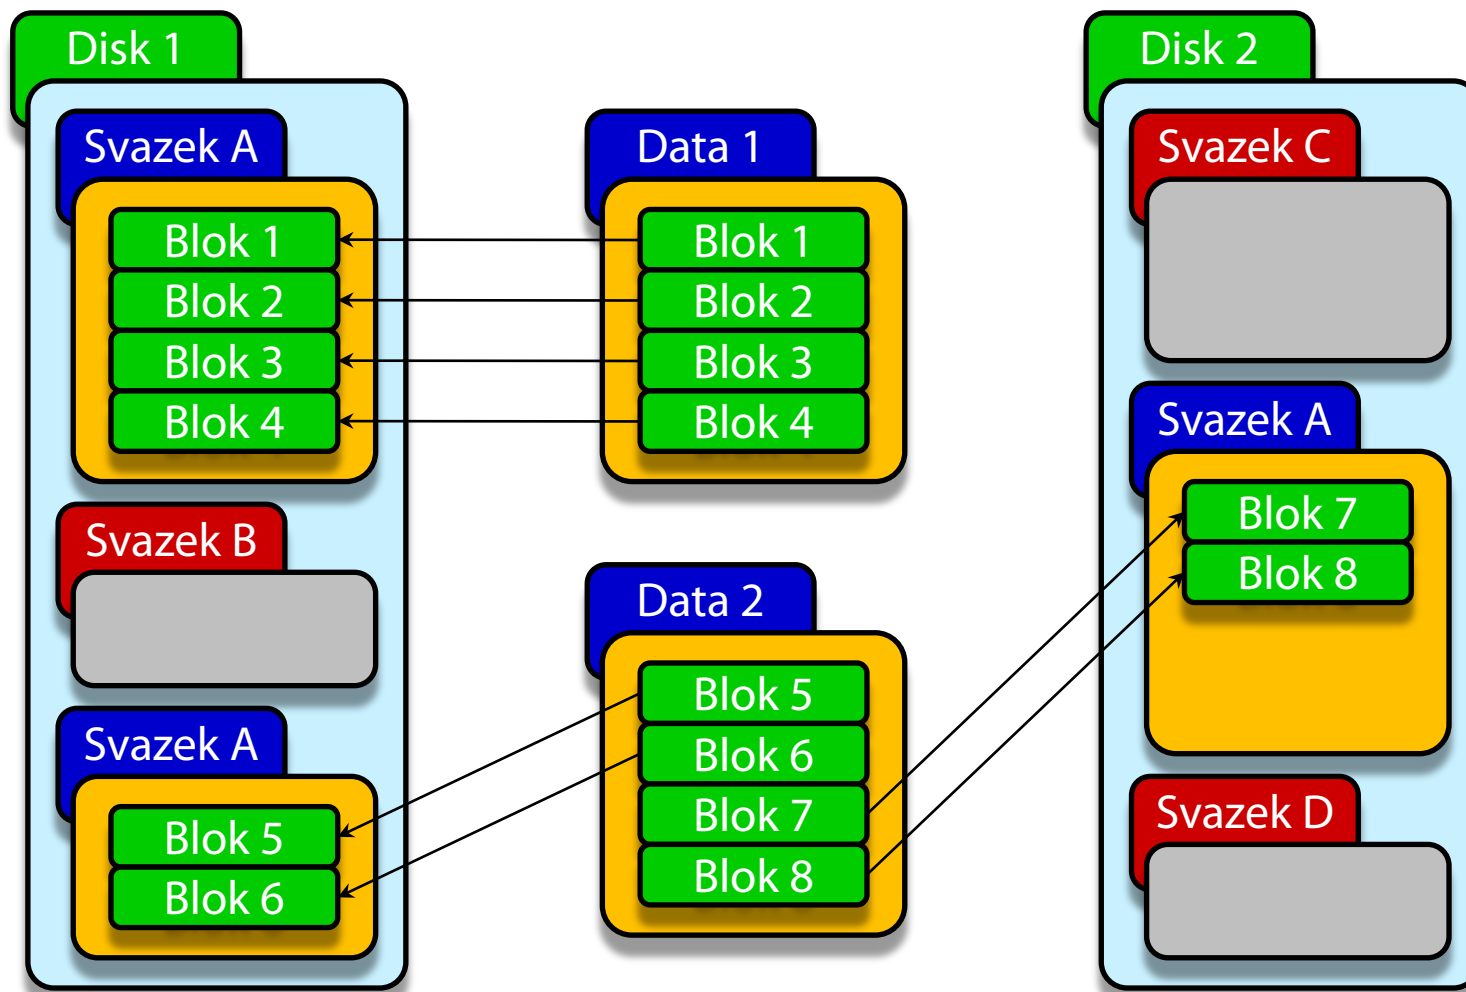 Disk 1
Svazek A
Blok 1
Blok 2
Blok 3
Blok 4
Svazek B
Svazek A
Blok 5
Blok 6
Data 1
Blok 1
Blok 2
Blok 3
Blok 4
Data 2
Blok 5
Blok 6
Blok 7
Blok 8
Disk 2
Svazek C
Svazek A
Blok 7
Blok 8
Svazek D